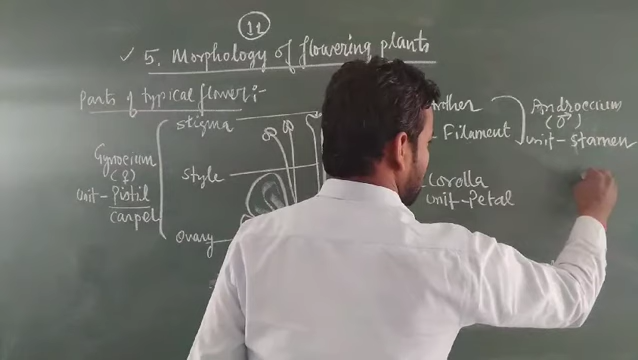 11
✓ 5. Morphology of flowering plants
Parts of typical flower:-
Stigma
Style
Ovary
Gynoecium
(♀)
Unit- Pistil
Carpel
Anther
Filament
Androecium
(♂)
Unit- Stamen
Corolla
Unit- Petal